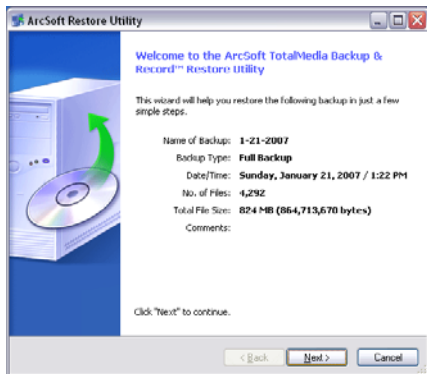 ArcSoft Restore Utility
Welcome to the ArcSoft TotalMedia Backup &
Record™ Restore Utility
This wizard will help you restore the following backup in just a few
simple steps.
Name of Backup: 1-21-2007
Backup Type: Full Backup
Date/Time: Sunday, January 21, 2007 / 1:22 PM
No. of Files: 4,292
Total File Size: 824 MB (864,713,670 bytes)
Comments:
Click "Next" to continue.
< Back Next > Cancel